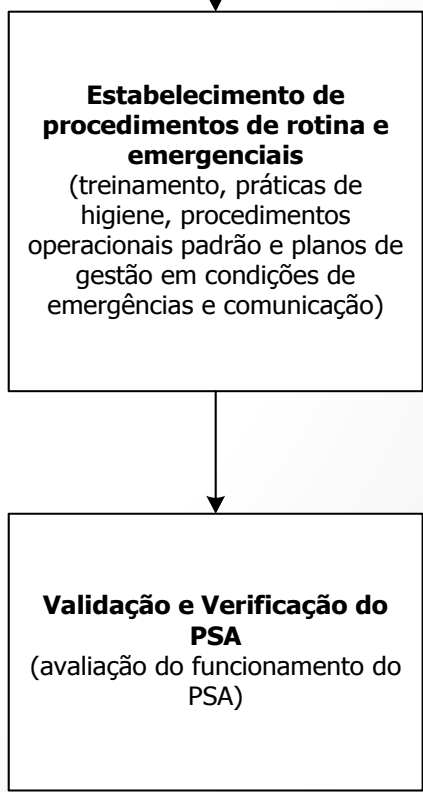 Estabelecimento de
procedimentos de rotina e
emergenciais
(treinamento, práticas de
higiene, procedimentos
operacionais padrão e planos de
gestão em condições de
emergências e comunicação)
Validação e Verificação do
PSA
(avaliação do funcionamento do
PSA)